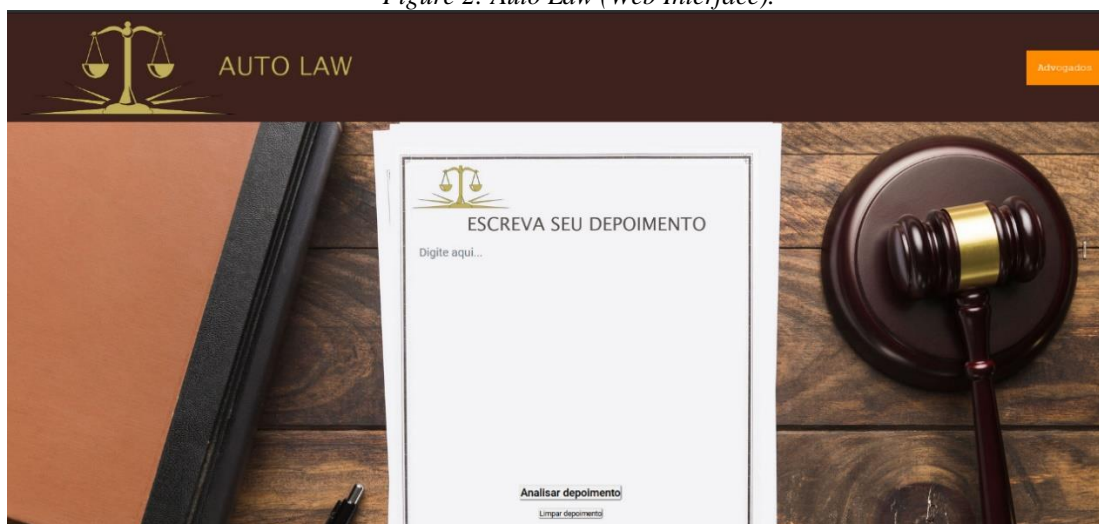 Figure 2: Auto Law (Web Interface).
AUTO LAW
Advogados
ESCREVA SEU DEPOIMENTO
Digite aqui...
Analisar depoimento
Limpar depoimento